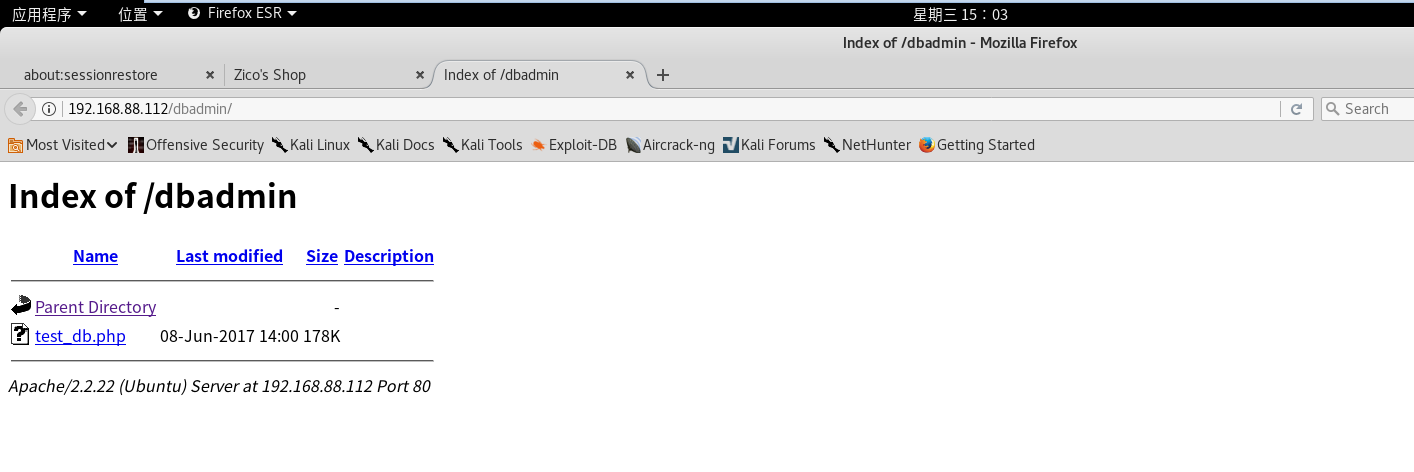 应用程序 位置 Firefox ESR 星期三 15：03
Index of /dbadmin - Mozilla Firefox
about:sessionrestore Zico's Shop Index of /dbadmin
192.168.88.112/dbadmin/ Search
Most Visited Offensive Security Kali Linux Kali Docs Kali Tools Exploit-DB Aircrack-ng Kali Forums NetHunter Getting Started
Index of /dbadmin
Name Last modified Size Description
Parent Directory -
test_db.php 08-Jun-2017 14:00 178K
Apache/2.2.22 (Ubuntu) Server at 192.168.88.112 Port 80